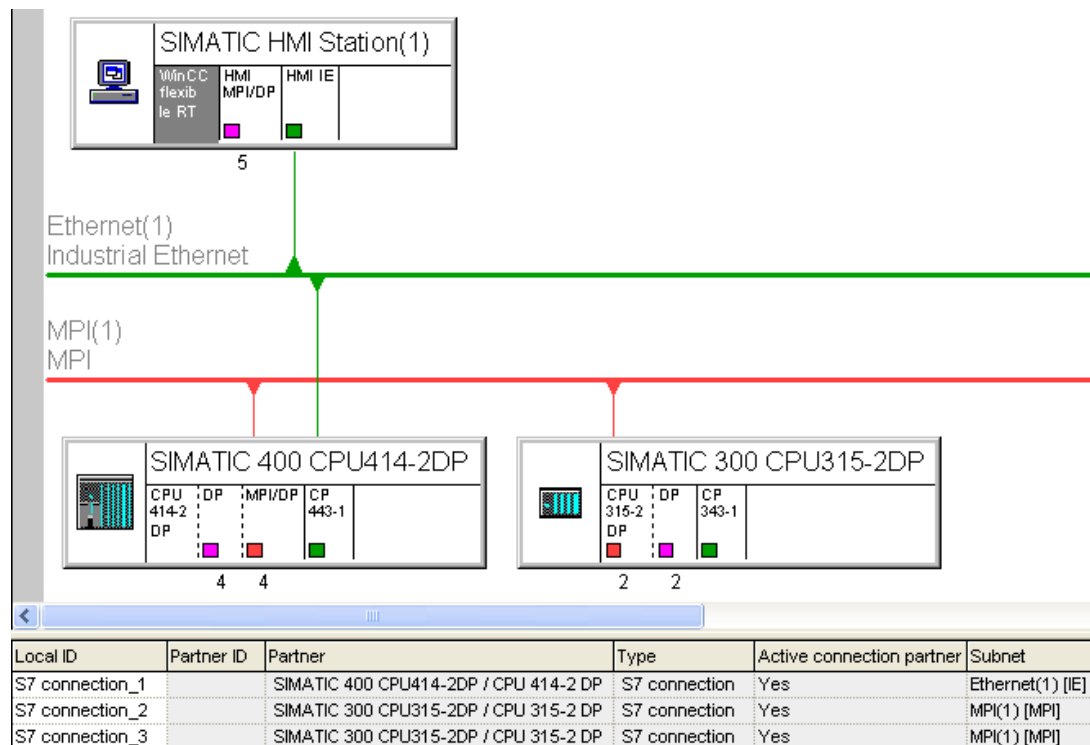 SIMATIC HMI Station(1)
WinCC
flexib
le RT
HMI
MPI/DP
HMI IE
5
Ethernet(1)
Industrial Ethernet
MPI(1)
MPI
SIMATIC 400 CPU414-2DP
CPU
414-2
DP
DP
MPI/DP
CP
443-1
4 4
SIMATIC 300 CPU315-2DP
CPU
315-2
DP
DP
CP
343-1
2 2
Local ID Partner ID Partner Type Active connection partner Subnet
S7 connection_1 SIMATIC 400 CPU414-2DP / CPU 414-2 DP S7 connection Yes Ethernet(1) [IE]
S7 connection_2 SIMATIC 300 CPU315-2DP / CPU 315-2 DP S7 connection Yes MPI(1) [MPI]
S7 connection_3 SIMATIC 300 CPU315-2DP / CPU 315-2 DP S7 connection Yes MPI(1) [MPI]